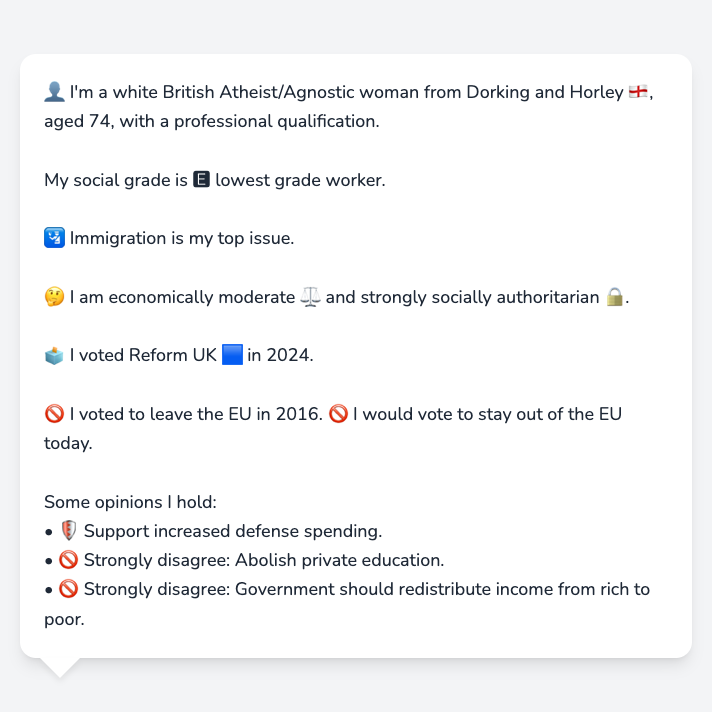 👤 I'm a white British Atheist/Agnostic woman from Dorking and Horley 🏴󠁧󠁢󠁥󠁮󠁧󠁿,
aged 74, with a professional qualification.
My social grade is 🅴 lowest grade worker.
🛂 Immigration is my top issue.
🤔 I am economically moderate ⚖️ and strongly socially authoritarian 🔒.
🗳️ I voted Reform UK 🟦 in 2024.
🚫 I voted to leave the EU in 2016. 🚫 I would vote to stay out of the EU
today.
Some opinions I hold:
• 🛡️ Support increased defense spending.
• 🚫 Strongly disagree: Abolish private education.
• 🚫 Strongly disagree: Government should redistribute income from rich to
poor.